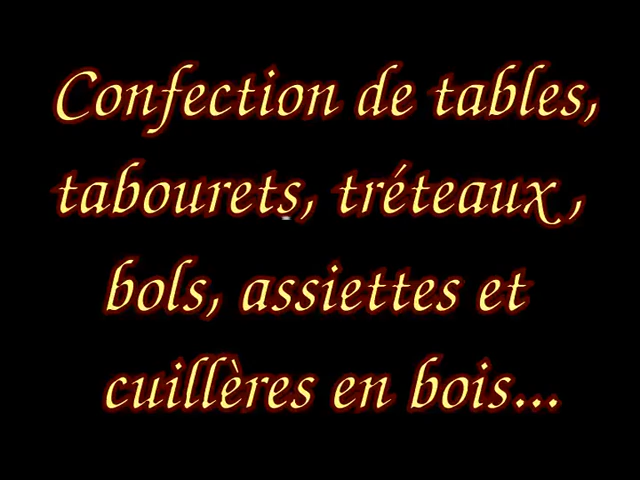 Confection de tables,
tabourets, tréteaux ,
bols, assiettes et
cuillères en bois...